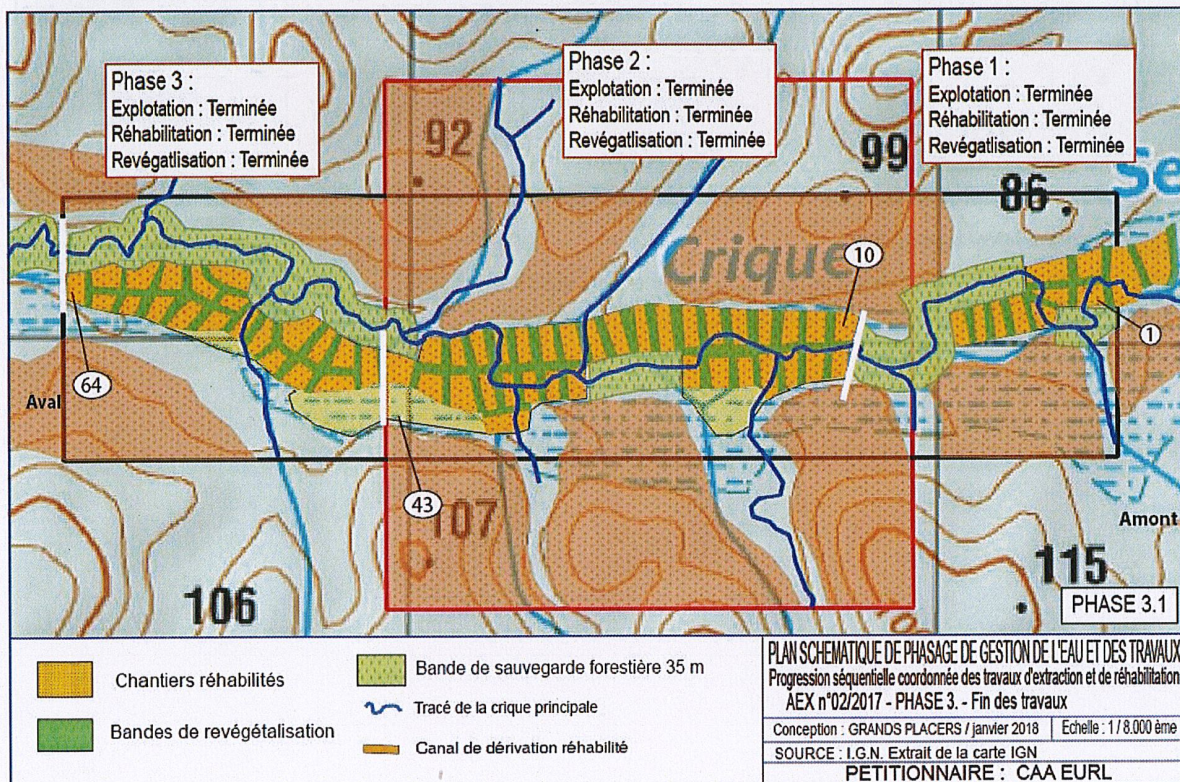 Phase 3 :
Explotation : Terminée
Réhabilitation : Terminée
Revégatlisation : Terminée
Phase 2 :
Explotation : Terminée
Réhabilitation : Terminée
Revégatlisation : Terminée
Phase 1 :
Explotation : Terminée
Réhabilitation : Terminée
Revégatlisation : Terminée
92
99
86
Se
Crique
10
1
64
Aval
43
107
Amont
106
115
PHASE 3.1
Chantiers réhabilités
Bandes de revégétalisation
Bande de sauvegarde forestière 35 m
Tracé de la crique principale
Canal de dérivation réhabilité
PLAN SCHEMATIQUE DE PHASAGE DE GESTION DE L'EAU ET DES TRAVAUX
Progression séquentielle coordonnée des travaux d'extraction et de réhabilitation
AEX n°02/2017 - PHASE 3. - Fin des travaux
Conception : GRANDS PLACERS / janvier 2018
Echelle : 1 / 8.000 ème
SOURCE : I.G.N. Extrait de la carte IGN
PETITIONNAIRE : CAA EURL